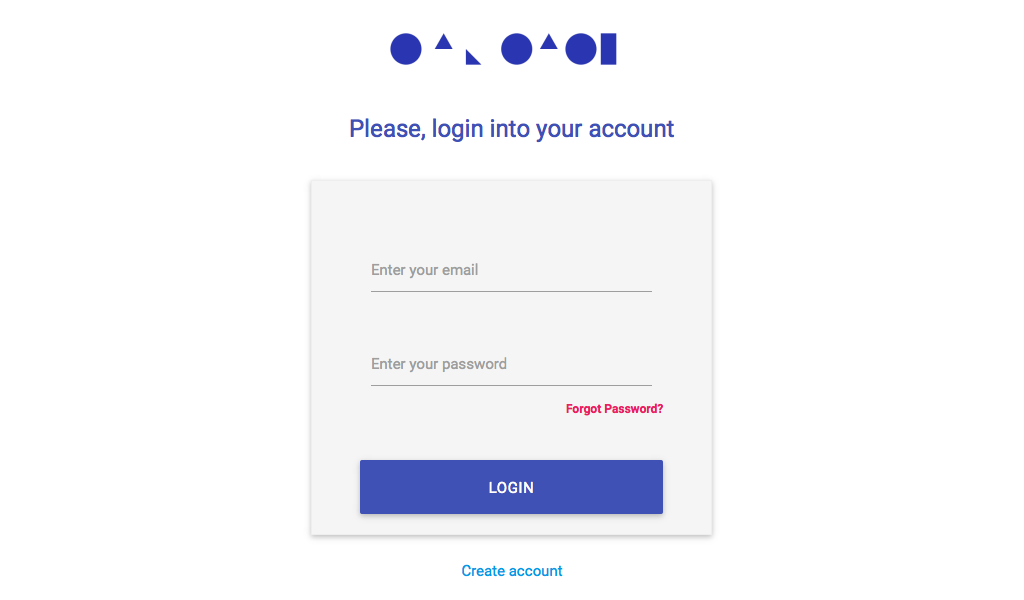 Please, login into your account
Enter your email
Enter your password
Forgot Password?
LOGIN
Create account